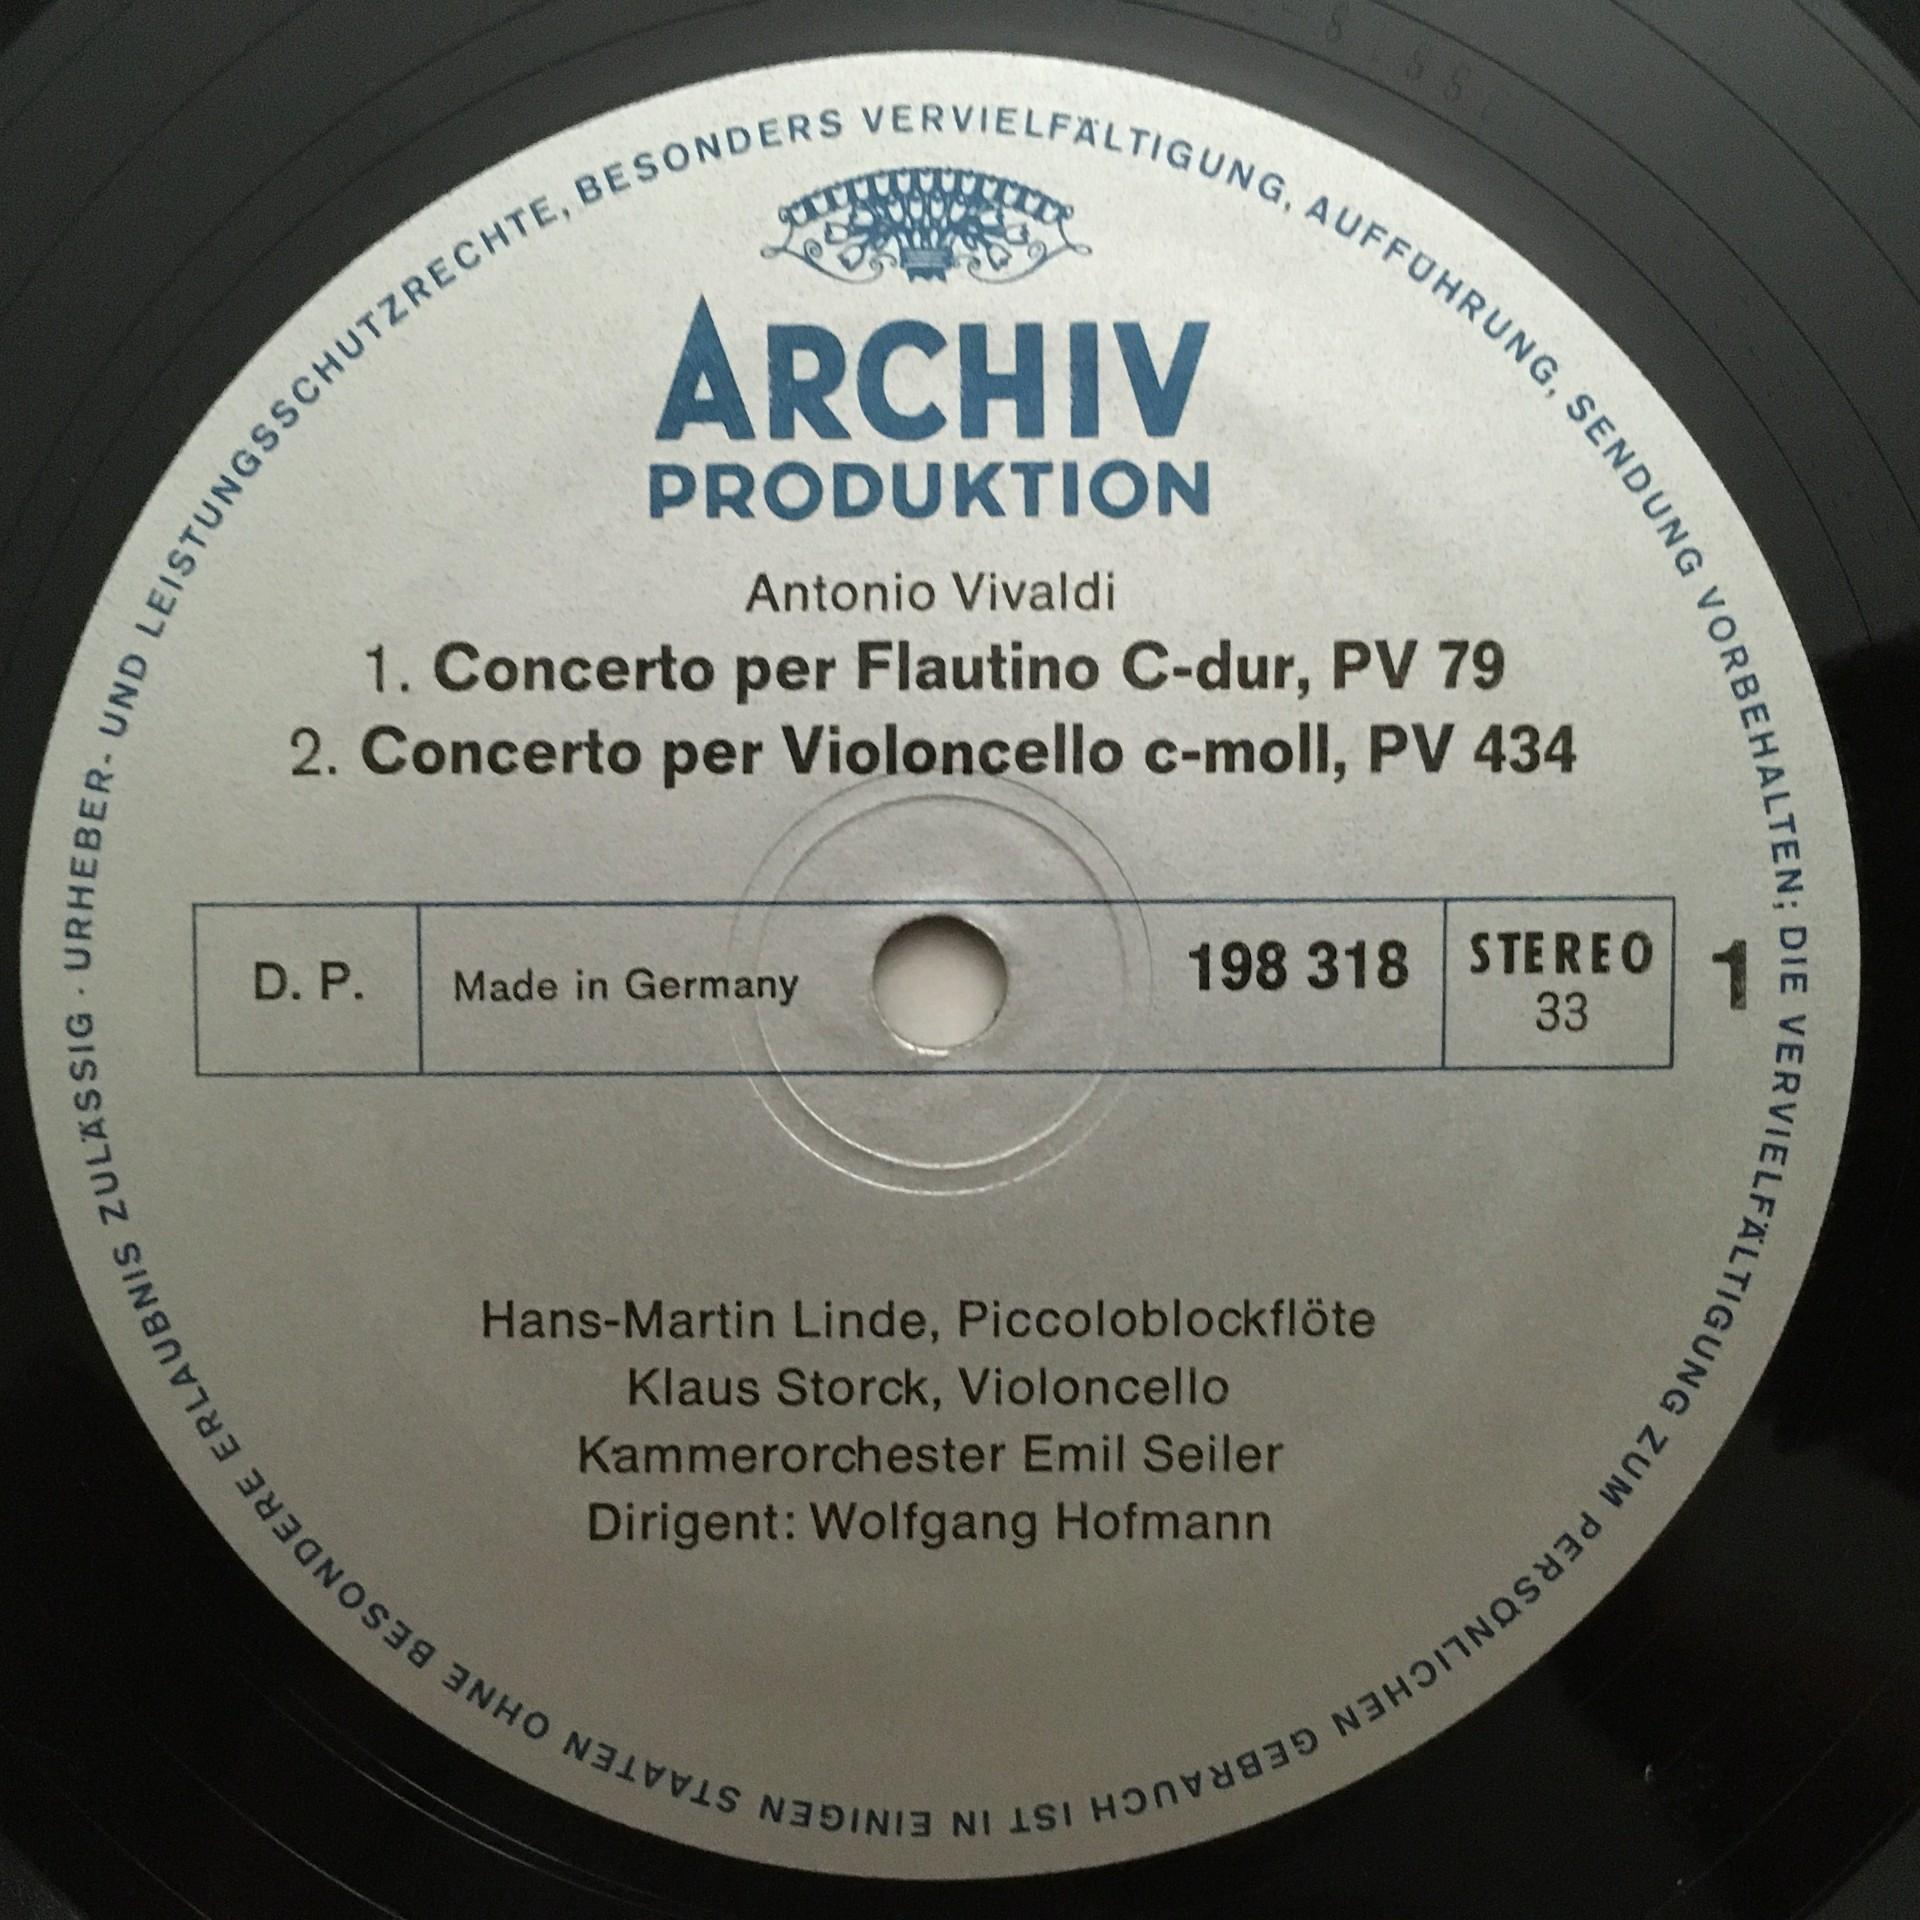 URHEBER- UND LEISTUNGSSCHUTZRECHTE, BESONDERS VERVIELFÄLTIGUNG, AUFFÜHRUNG, SENDUNG VORBEHALTEN; DIE VERVIELFÄLTIGUNG ZUM PERSÖNLICHEN GEBRAUCH IST IN EINIGEN STAATEN OHNE BESONDERE ERLAUBNIS ZULÄSSIG ·
ARCHIV
PRODUKTION
Antonio Vivaldi
1. Concerto per Flautino C-dur, PV 79
2. Concerto per Violoncello c-moll, PV 434
D. P.
Made in Germany
198 318
STEREO
33
1
Hans-Martin Linde, Piccoloblockflöte
Klaus Storck, Violoncello
Kammerorchester Emil Seiler
Dirigent: Wolfgang Hofmann